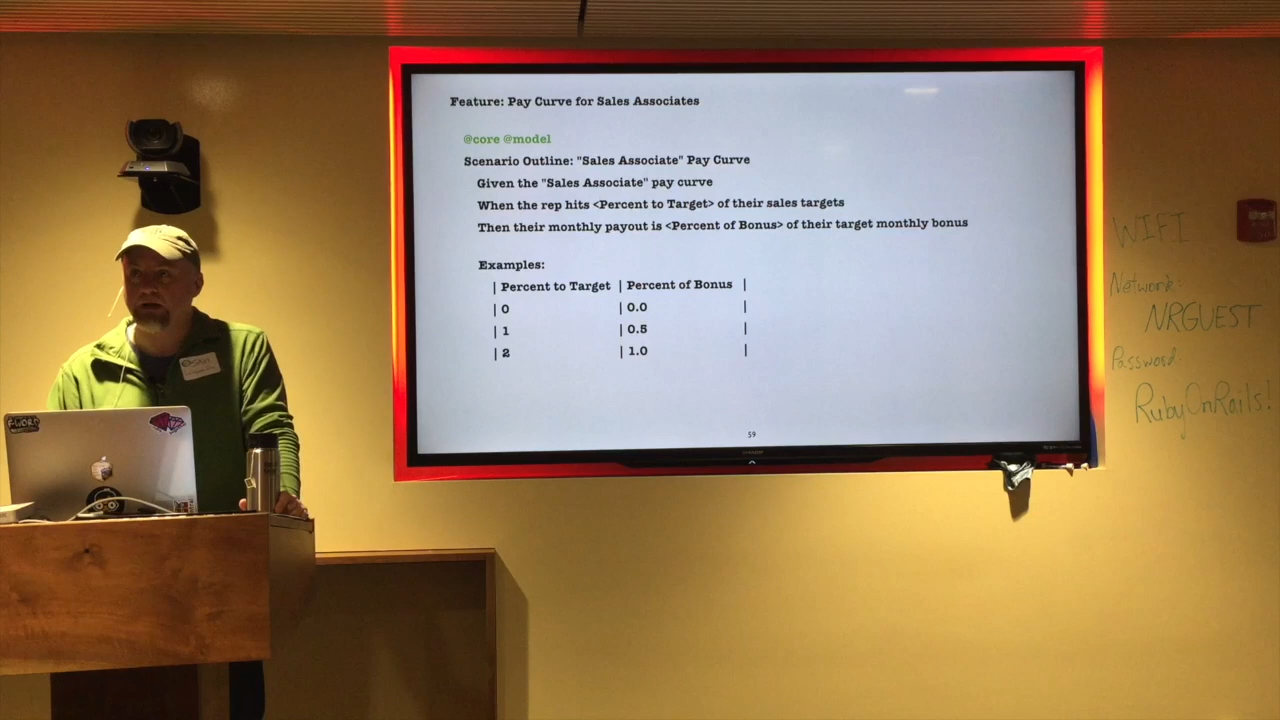 Feature: Pay Curve for Sales Associates
@core @model
Scenario Outline: "Sales Associate" Pay Curve
Given the "Sales Associate" pay curve
When the rep hits <Percent to Target> of their sales targets
Then their monthly payout is <Percent of Bonus> of their target monthly bonus
Examples:
| Percent to Target | Percent of Bonus |
| 0 | 0.0 |
| 1 | 0.5 |
| 2 | 1.0 |
59
WIFI
Network:
NRGUEST
Password:
RubyOnRails!